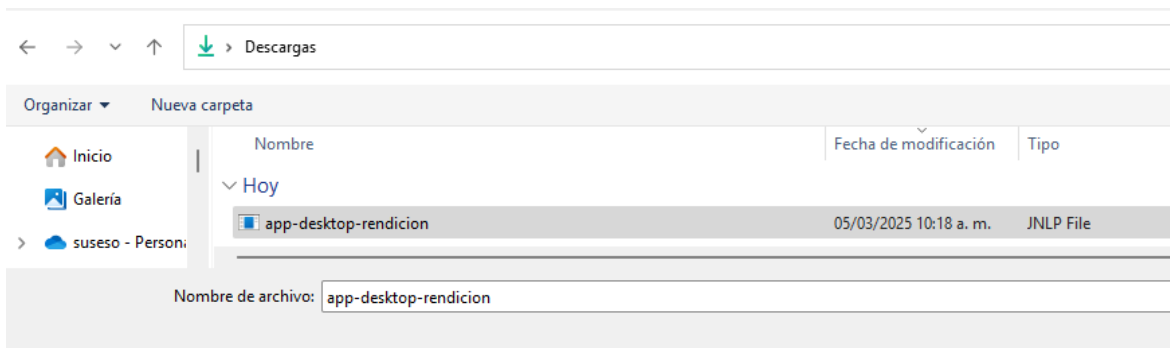 Descargas
Organizar Nueva carpeta
Nombre Fecha de modificación Tipo
Inicio
Hoy
Galería
app-desktop-rendicion 05/03/2025 10:18 a. m. JNLP File
suseso - Persona
Nombre de archivo: app-desktop-rendicion